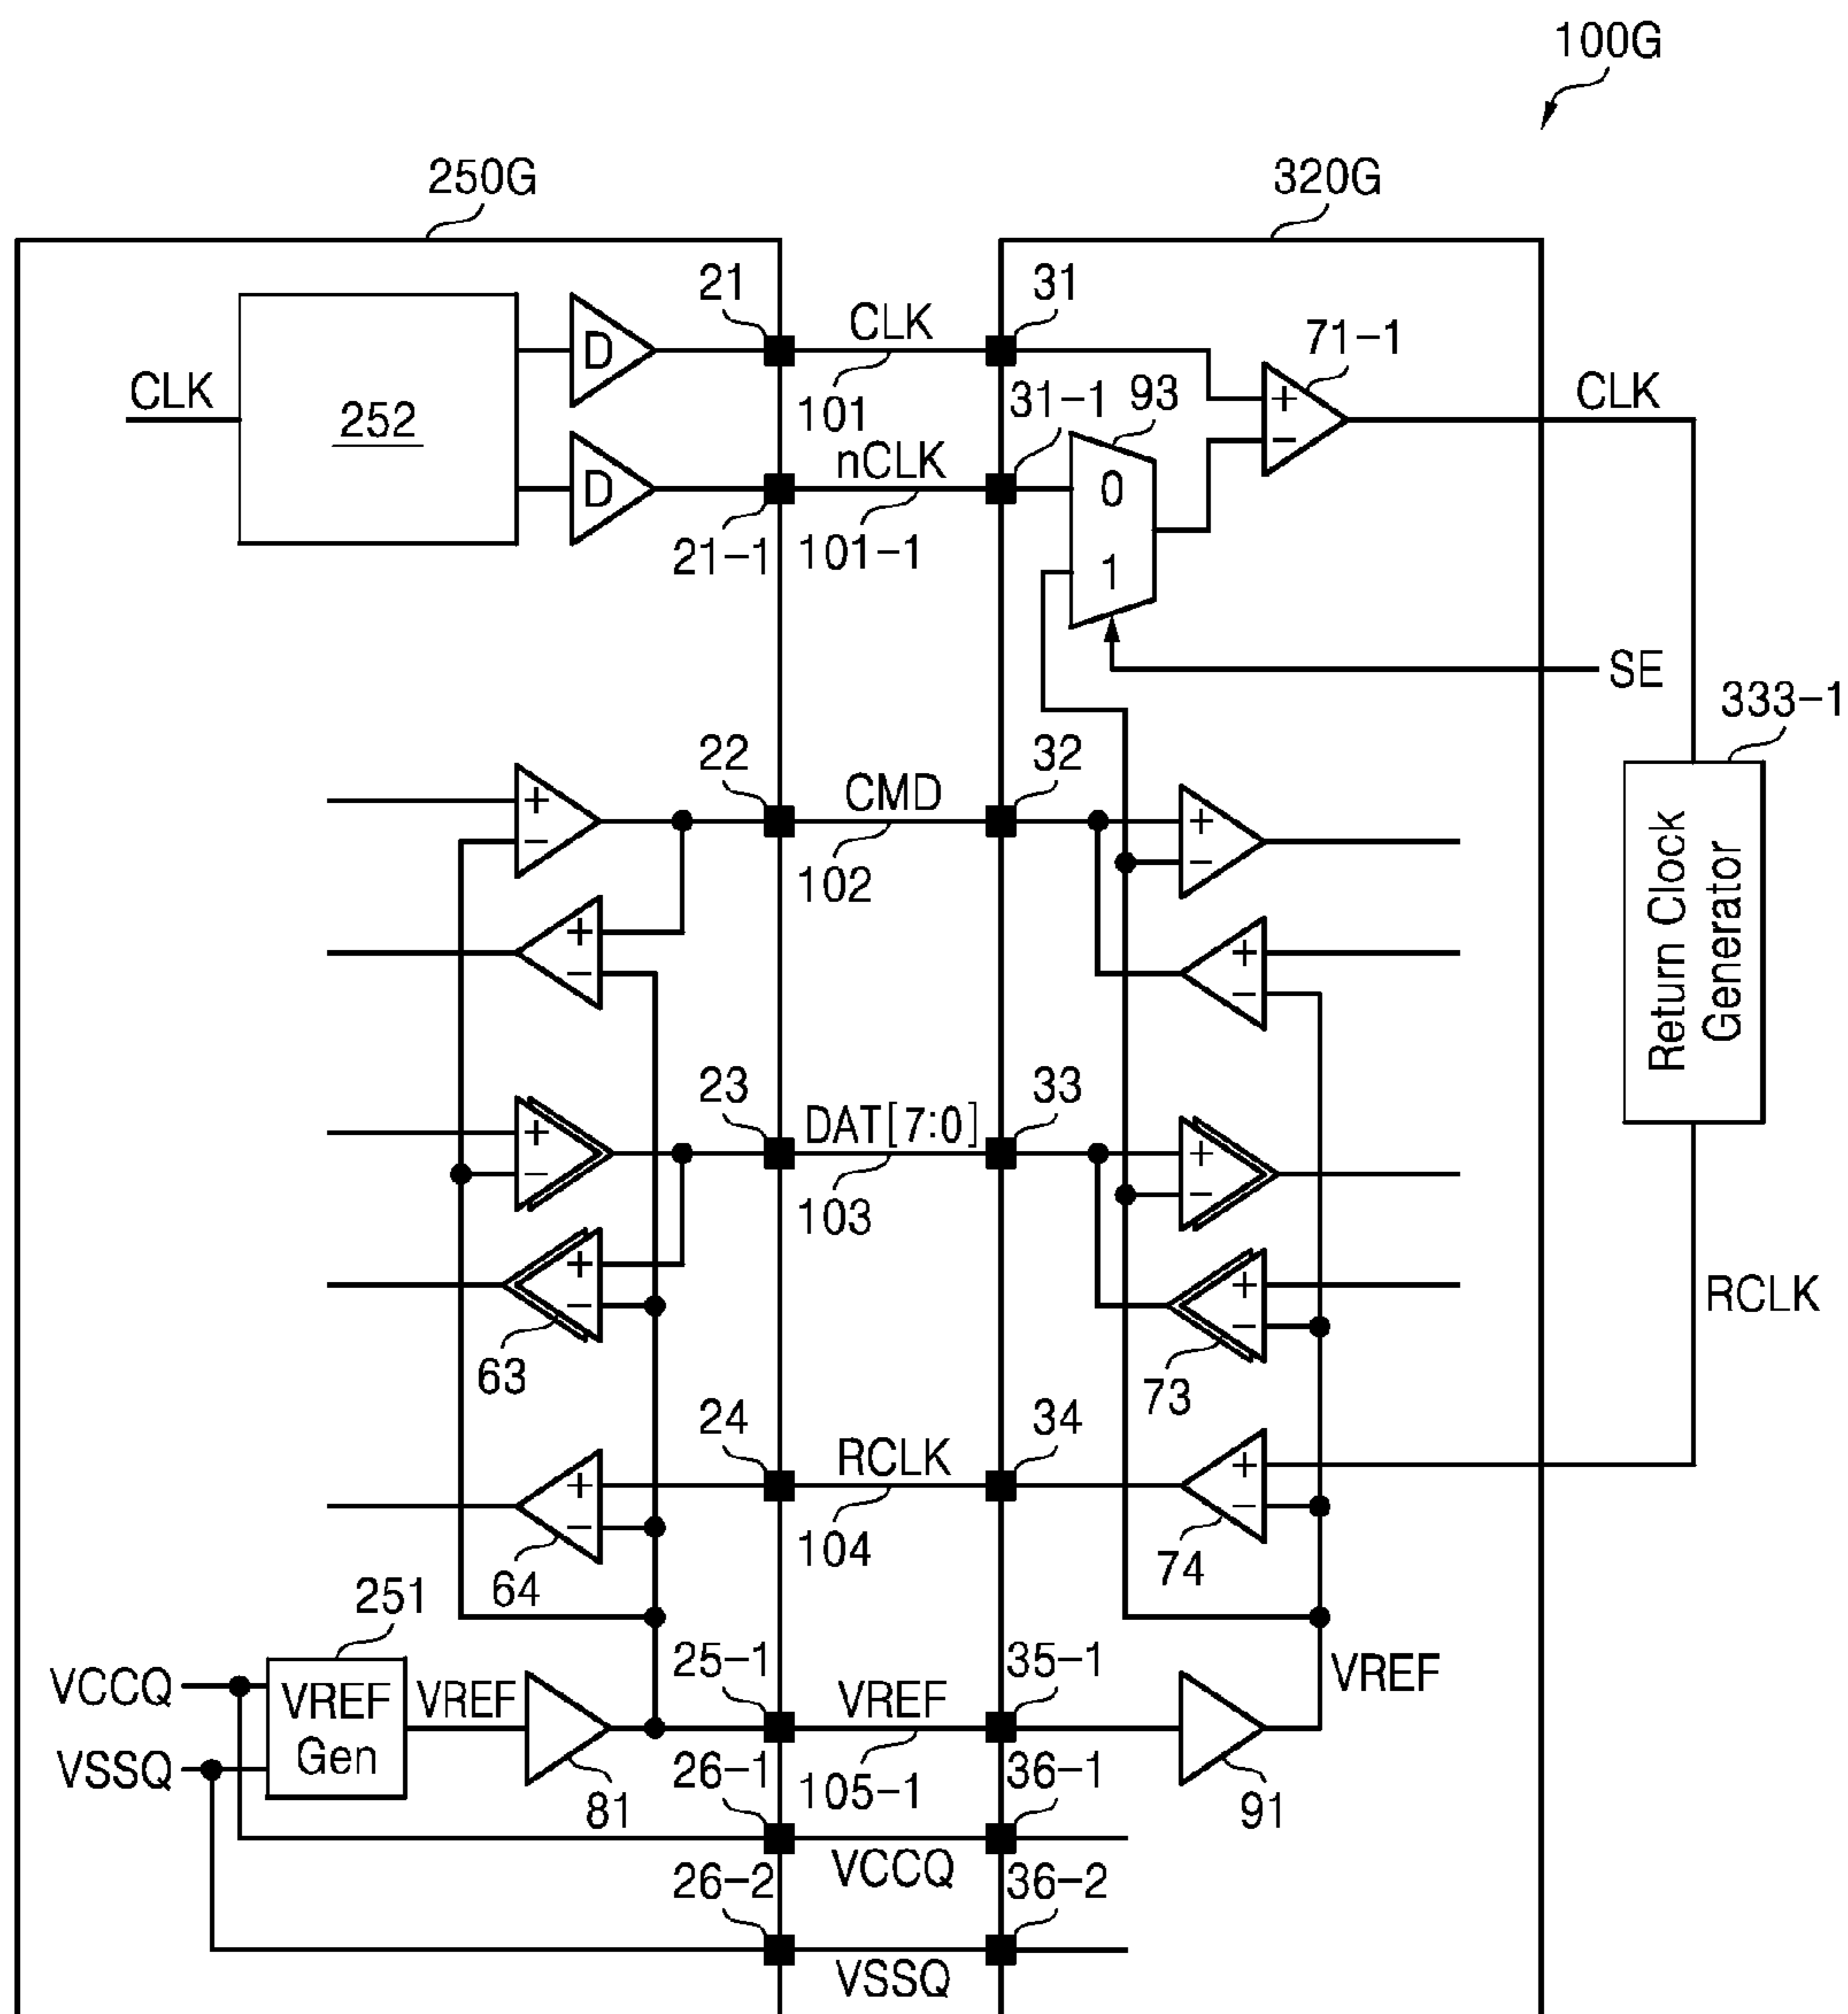 100G
250G
320G
21
CLK
31
71-1
CLK
252
D
101
31-1
93
+
−
CLK
D
nCLK
0
1
21-1
101-1
SE
333-1
22
CMD
32
+
−
102
+
−
Return Clock
Generator
+
−
+
−
23
DAT[7:0]
33
+
−
103
+
−
+
−
+
−
RCLK
63
73
24
RCLK
34
+
−
104
+
−
64
74
251
25-1
35-1
VCCQ
VREF
Gen
VREF
VREF
VREF
VSSQ
81
26-1
105-1
36-1
91
26-2
VCCQ
36-2
VSSQ